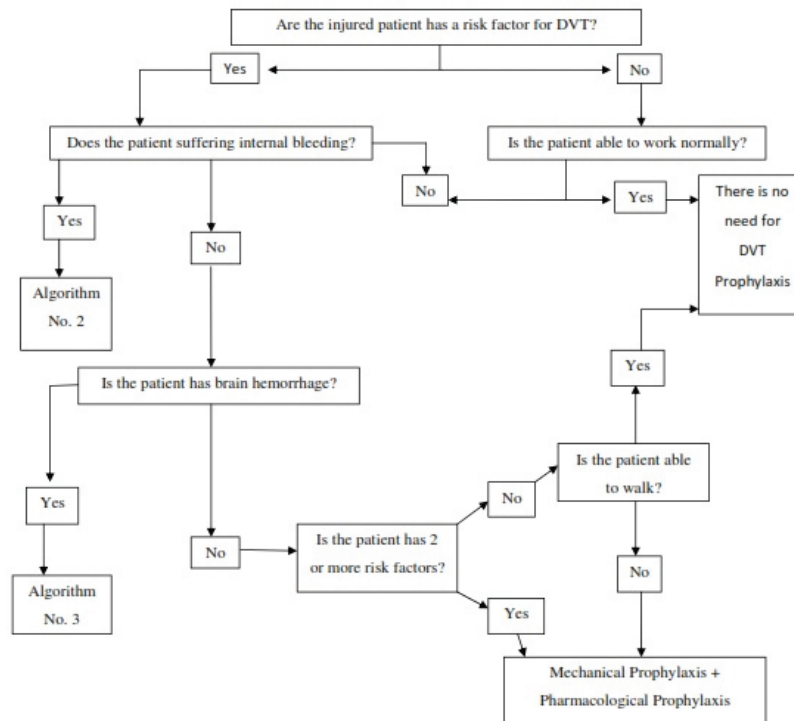 Are the injured patient has a risk factor for DVT?
Yes
No
Does the patient suffering internal bleeding?
Is the patient able to work normally?
No
Yes
There is no
need for
DVT
Prophylaxis
Yes
No
Algorithm
No. 2
Yes
Is the patient has brain hemorrhage?
Is the patient able
to walk?
No
Yes
No
Is the patient has 2
or more risk factors?
No
Algorithm
No. 3
Yes
Mechanical Prophylaxis +
Pharmacological Prophylaxis